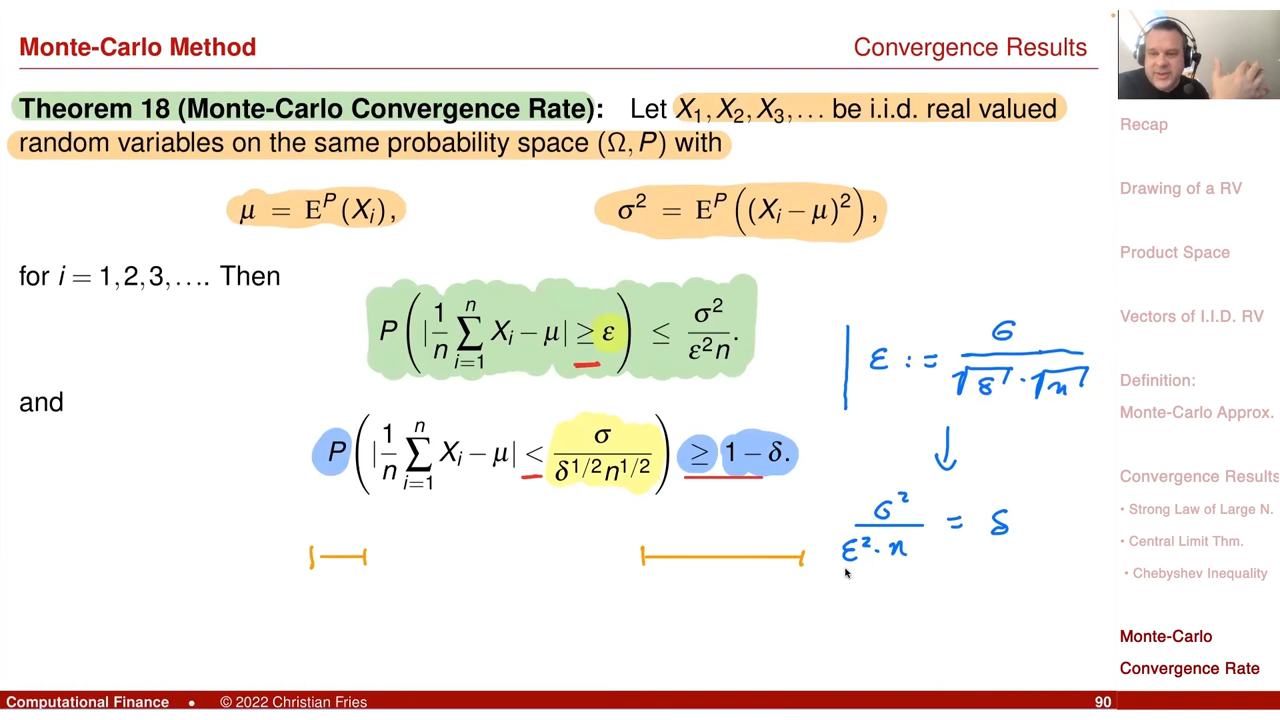 Monte-Carlo Method
Convergence Results
Theorem 18 (Monte-Carlo Convergence Rate): Let X₁, X₂, X₃, … be i.i.d. real valued
random variables on the same probability space (Ω, P) with
μ = Eᴾ(Xᵢ), σ² = Eᴾ((Xᵢ − μ)²),
for i = 1, 2, 3, …. Then
P(|1/n ∑ᵢ₌₁ⁿ Xᵢ − μ| ≥ ε) ≤ σ²/ε²n.
and
P(|1/n ∑ᵢ₌₁ⁿ Xᵢ − μ| < σ/δ^1/2 n^1/2) ≥ 1 − δ.
ε := σ/√δ · √n
↓
σ²/ε² · n = δ
Recap
Drawing of a RV
Product Space
Vectors of I.I.D. RV
Definition:
Monte-Carlo Approx.
Convergence Results
• Strong Law of Large N.
• Central Limit Thm.
• Chebyshev Inequality
Monte-Carlo
Convergence Rate
Computational Finance • © 2022 Christian Fries 90